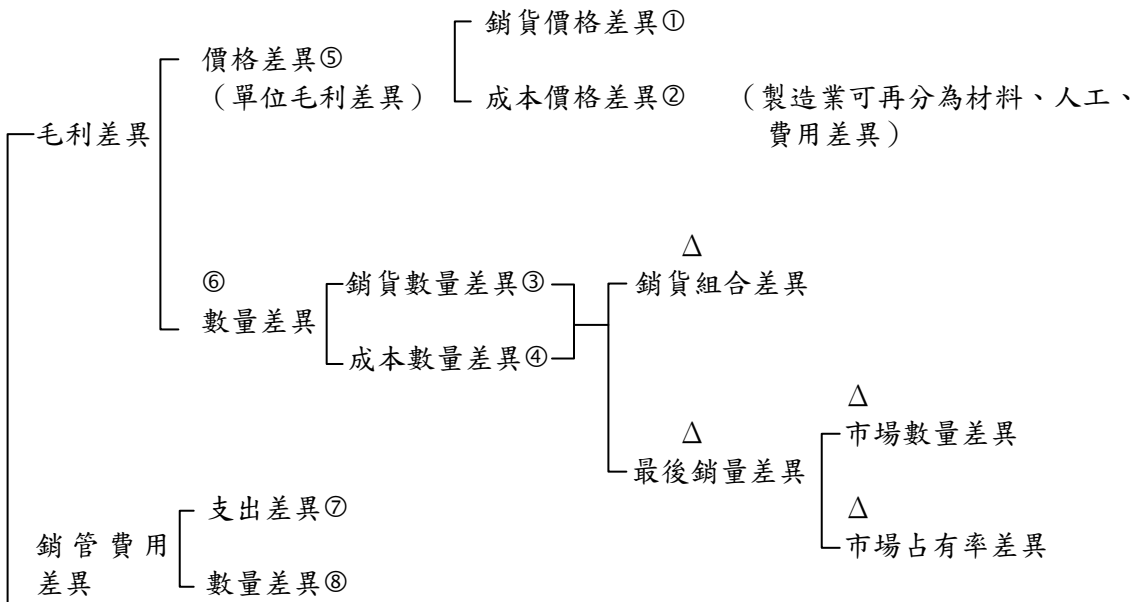 銷貨價格差異①
價格差異⑤
（單位毛利差異）
成本價格差異②
（製造業可再分為材料、人工、
費用差異）
毛利差異
Δ
⑥
銷貨數量差異③
銷貨組合差異
數量差異
成本數量差異④
Δ
Δ
市場數量差異
最後銷量差異
支出差異⑦
Δ
銷管費用
市場占有率差異
差異
數量差異⑧